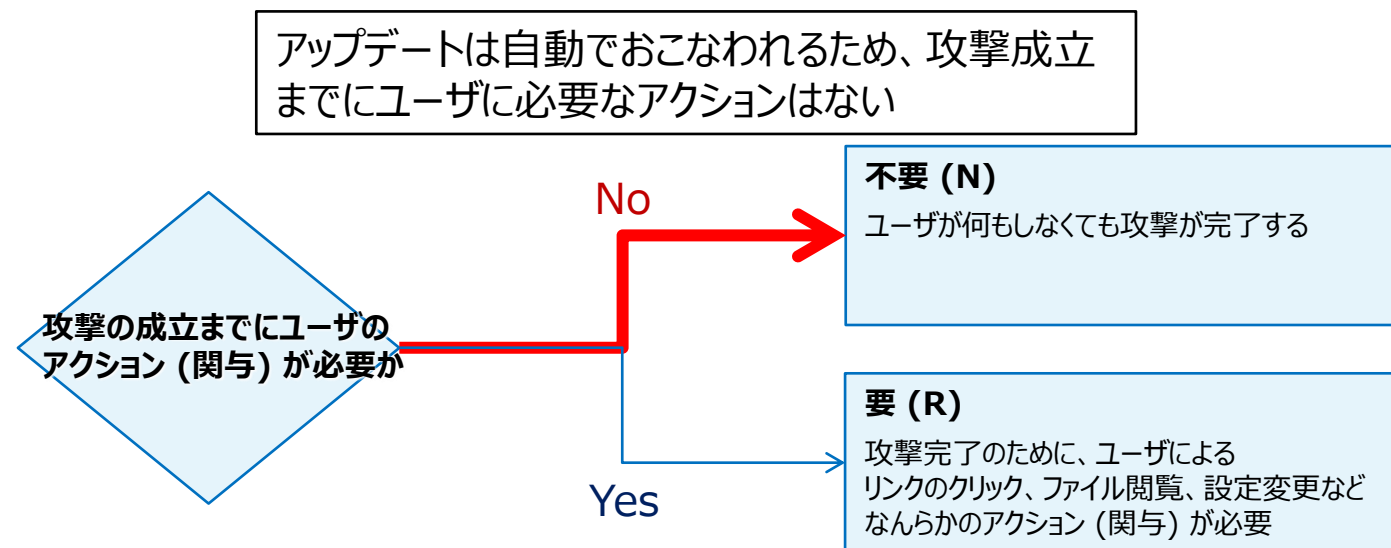 アップデートは自動でおこなわれるため、攻撃成立
までにユーザに必要なアクションはない
No
不要 (N)
ユーザが何もしなくても攻撃が完了する
攻撃の成立までにユーザの
アクション (関与) が必要か
要 (R)
攻撃完了のために、ユーザによる
リンクのクリック、ファイル閲覧、設定変更など
なんらかのアクション (関与) が必要
Yes